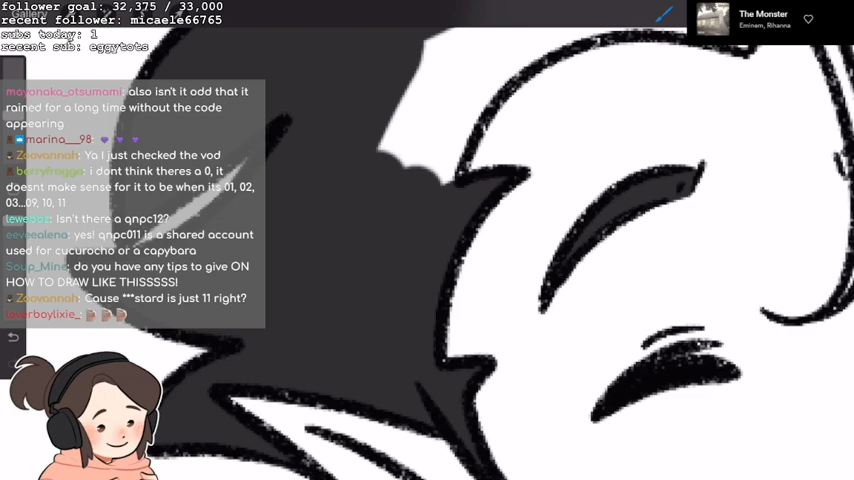 follower goal: 32,375 / 33,000
Gallery
recent follower: micaele66765
subs today: 1
recent sub: eggytots
The Monster
Eminem, Rihanna
mayonaka_otsumami: also isn't it odd that it
rained for a long time without the code
appearing
marina___98:
Zoovannah: Ya I just checked the vod
berryfroggo: i dont think theres a 0, it
doesnt make sense for it to be when its 01, 02,
03...09, 10, 11
Isn't there a qnpc12?
eeveealena: yes! qnpc011 is a shared account
used for cucurocho or a capybara
Soup_Mine: do you have any tips to give ON
HOW TO DRAW LIKE THISSSSS!
Zoovannah: Cause ***stard is just 11 right?
loverboylixie_: